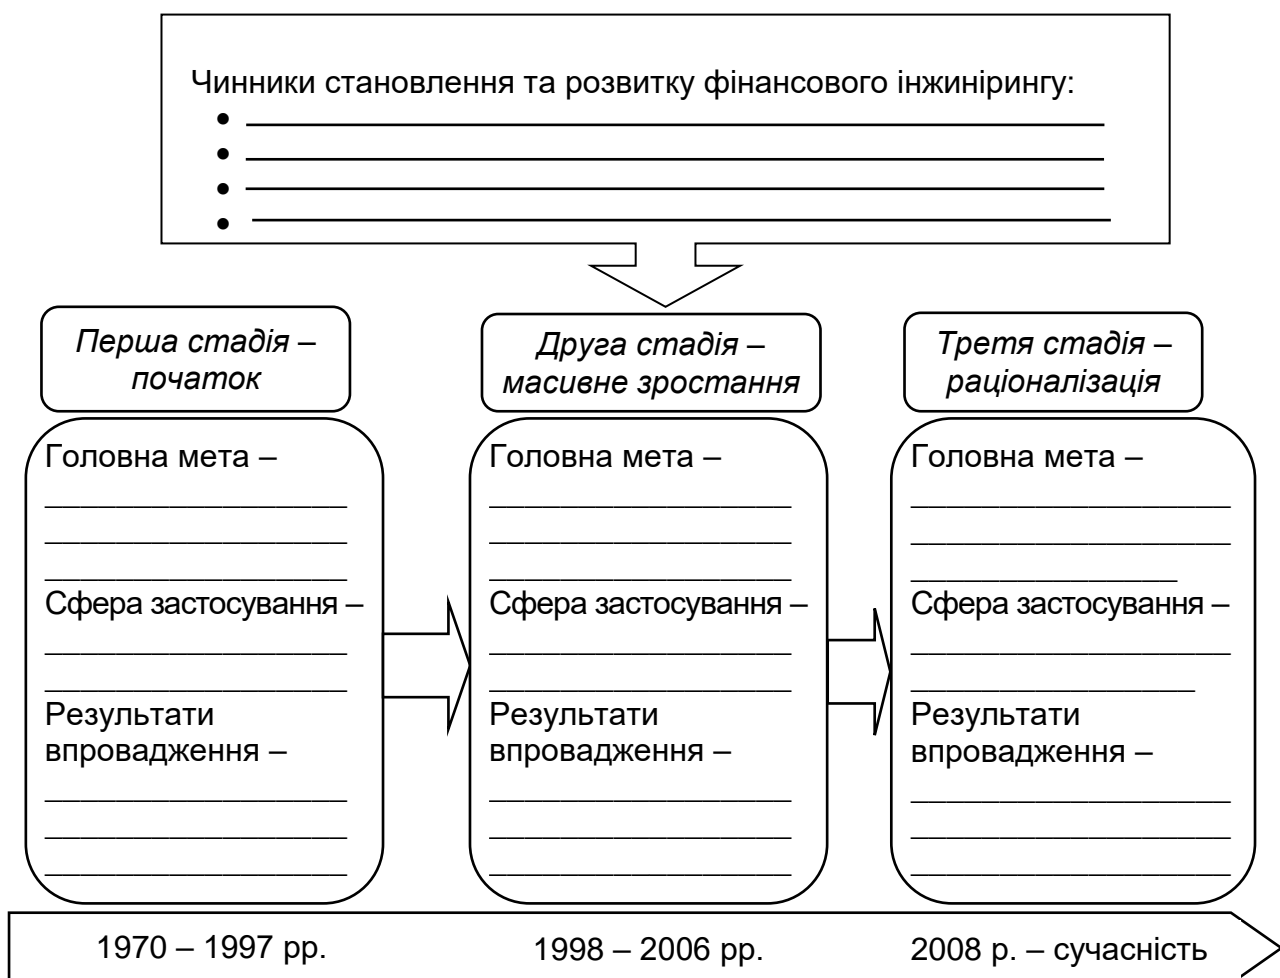 Чинники становлення та розвитку фінансового інжинірингу:
Перша стадія –
початок
Друга стадія –
масивне зростання
Третя стадія –
раціоналізація
Головна мета –
Сфера застосування –
Результати
впровадження –
Головна мета –
Сфера застосування –
Результати
впровадження –
Головна мета –
Сфера застосування –
Результати
впровадження –
1970 – 1997 рр.
1998 – 2006 рр.
2008 р. – сучасність